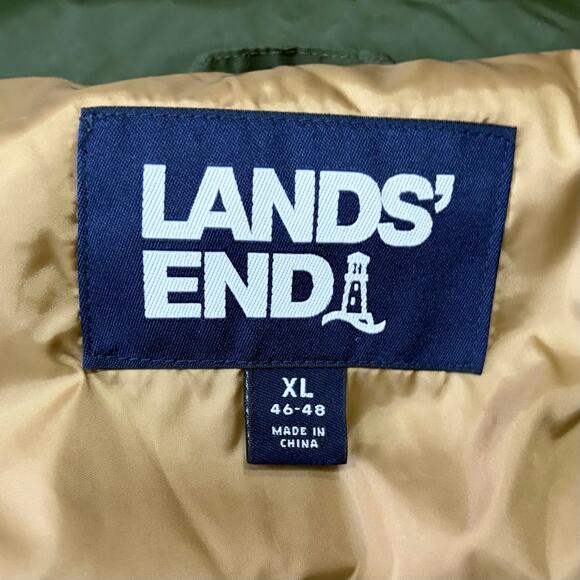 LANDS'
END
XL
46-48
MADE IN
CHINA